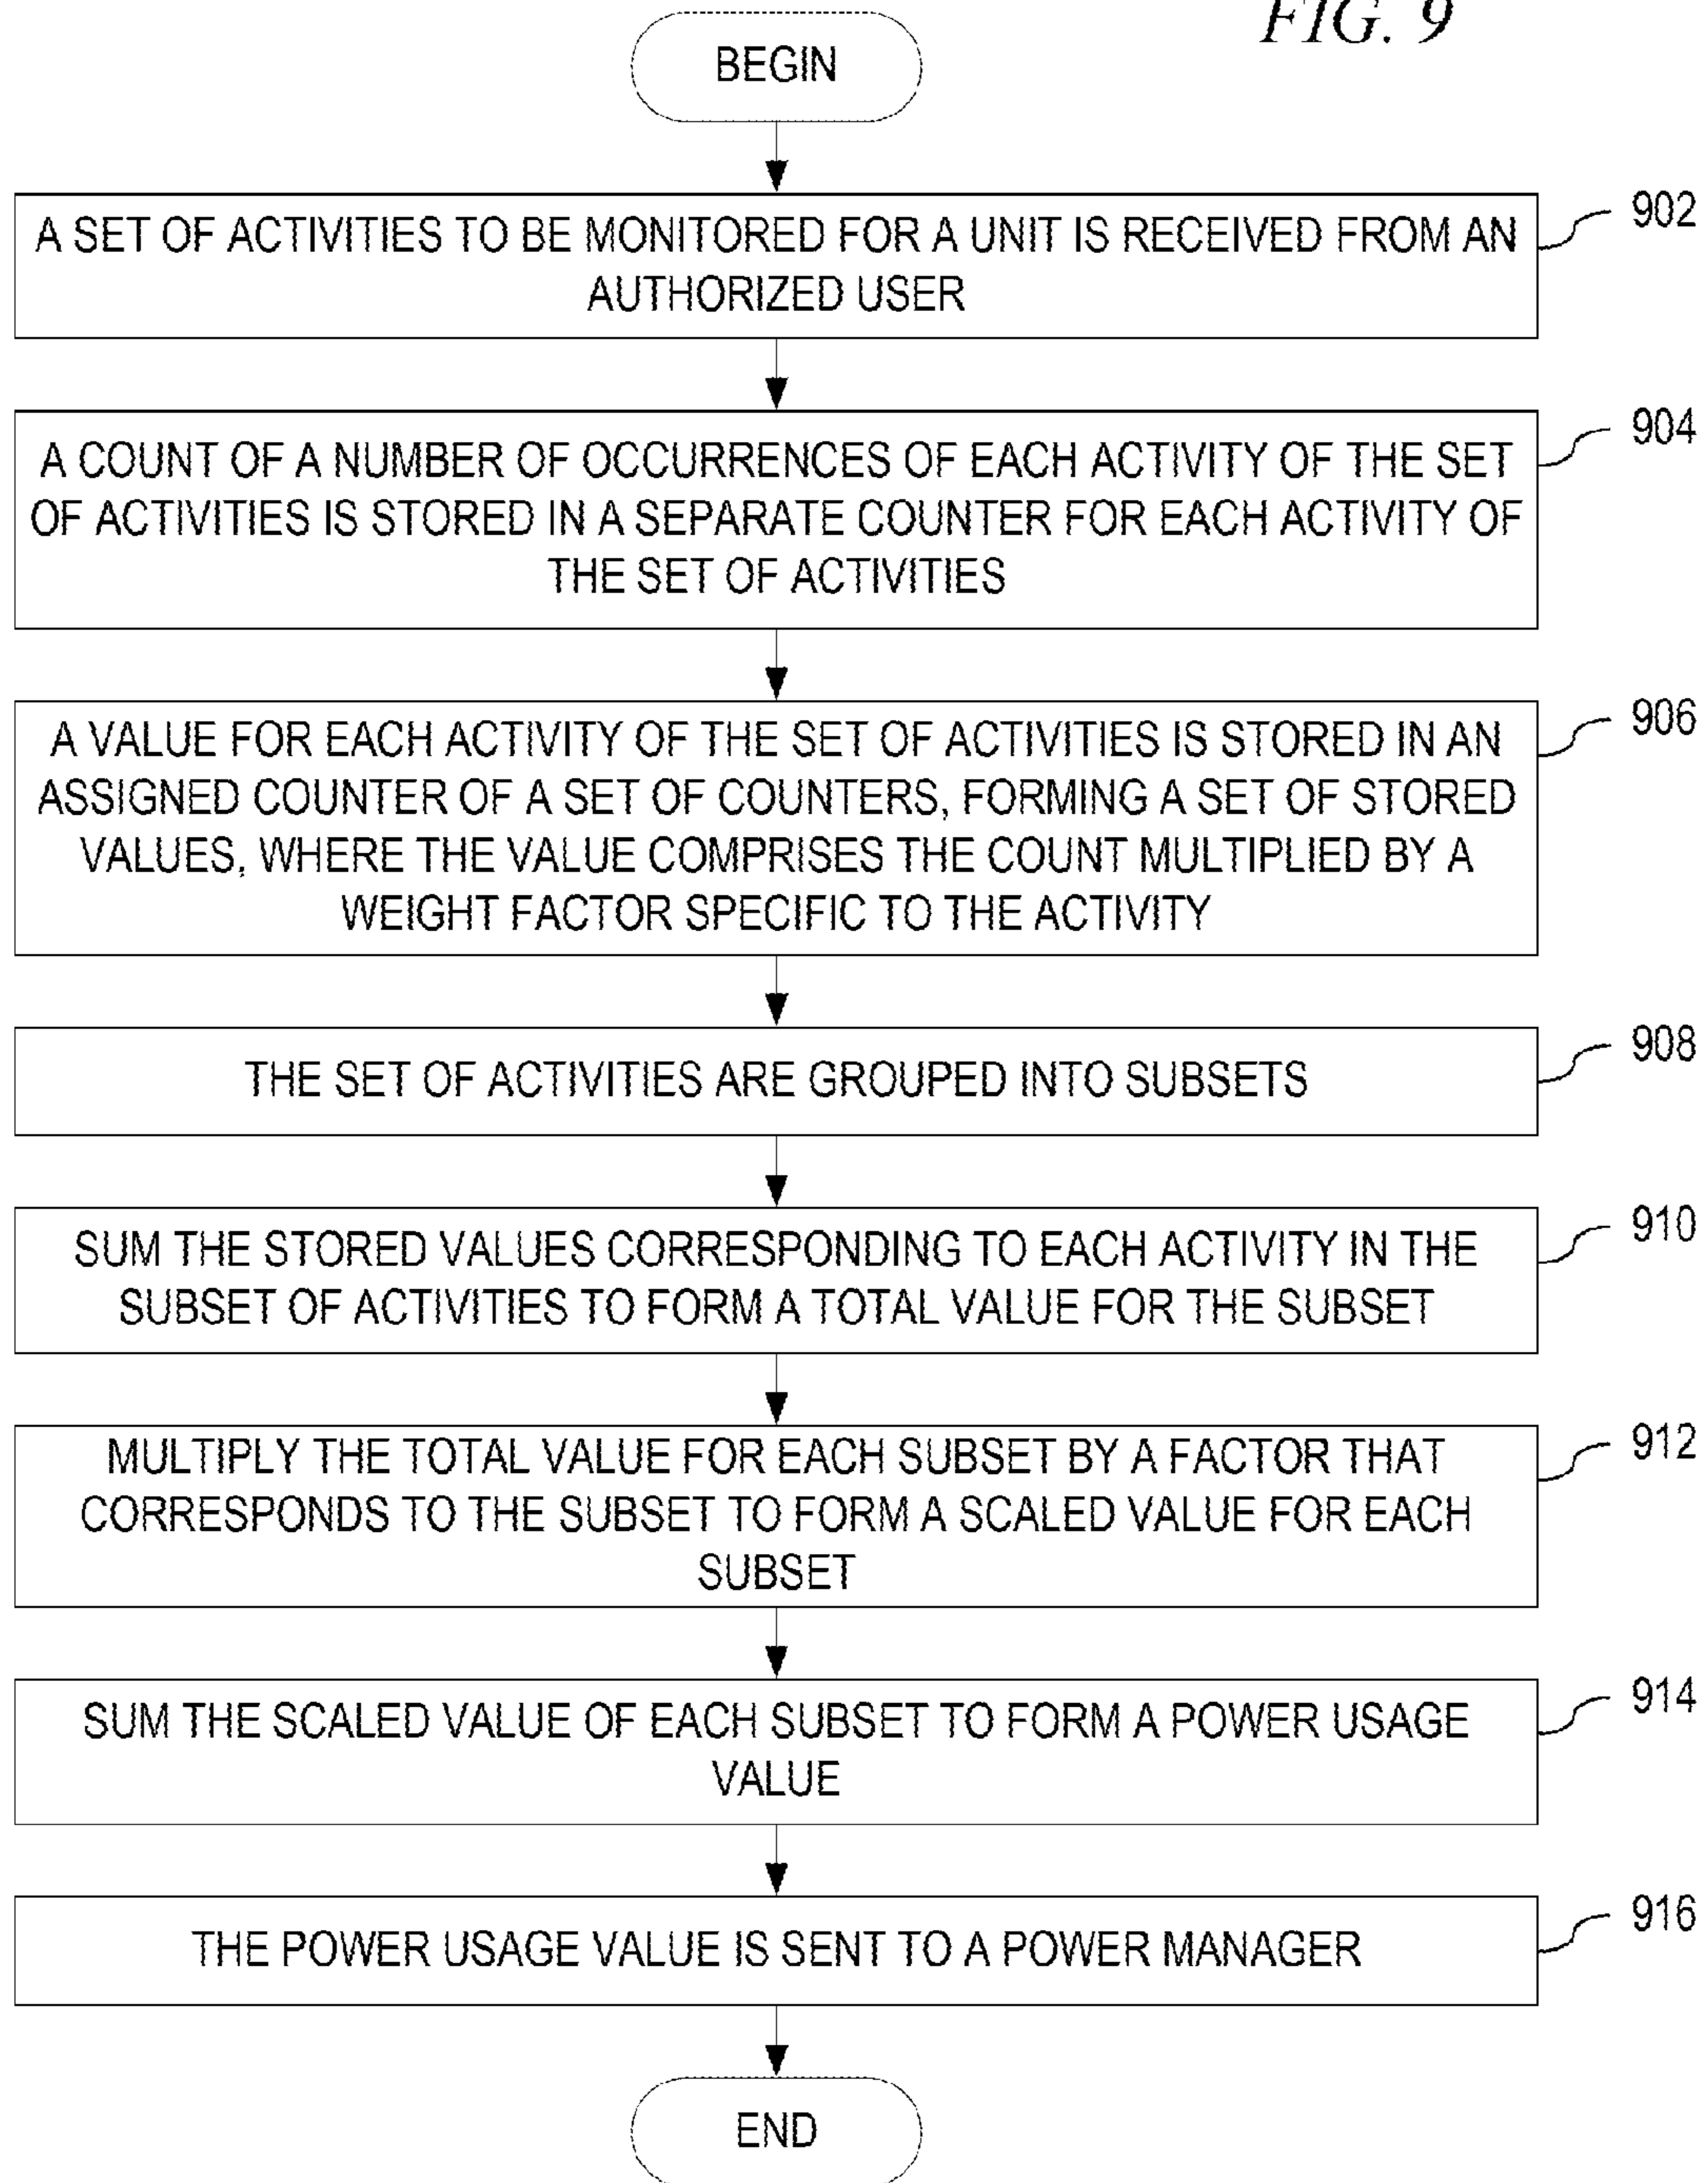 FIG. 9
BEGIN
A SET OF ACTIVITIES TO BE MONITORED FOR A UNIT IS RECEIVED FROM AN
AUTHORIZED USER
902
A COUNT OF A NUMBER OF OCCURRENCES OF EACH ACTIVITY OF THE SET
OF ACTIVITIES IS STORED IN A SEPARATE COUNTER FOR EACH ACTIVITY OF
THE SET OF ACTIVITIES
904
A VALUE FOR EACH ACTIVITY OF THE SET OF ACTIVITIES IS STORED IN AN
ASSIGNED COUNTER OF A SET OF COUNTERS, FORMING A SET OF STORED
VALUES, WHERE THE VALUE COMPRISES THE COUNT MULTIPLIED BY A
WEIGHT FACTOR SPECIFIC TO THE ACTIVITY
906
THE SET OF ACTIVITIES ARE GROUPED INTO SUBSETS
908
SUM THE STORED VALUES CORRESPONDING TO EACH ACTIVITY IN THE
SUBSET OF ACTIVITIES TO FORM A TOTAL VALUE FOR THE SUBSET
910
MULTIPLY THE TOTAL VALUE FOR EACH SUBSET BY A FACTOR THAT
CORRESPONDS TO THE SUBSET TO FORM A SCALED VALUE FOR EACH
SUBSET
912
SUM THE SCALED VALUE OF EACH SUBSET TO FORM A POWER USAGE
VALUE
914
THE POWER USAGE VALUE IS SENT TO A POWER MANAGER
916
END